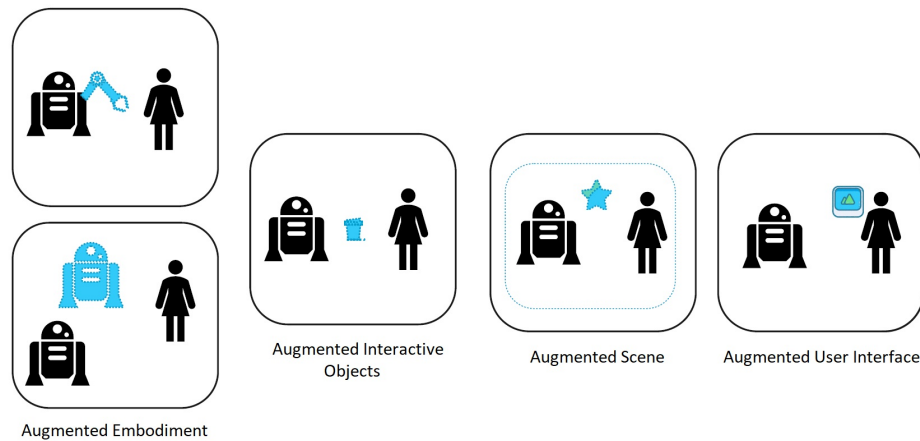 Augmented Interactive
Objects
Augmented Scene
Augmented User Interface
Augmented Embodiment